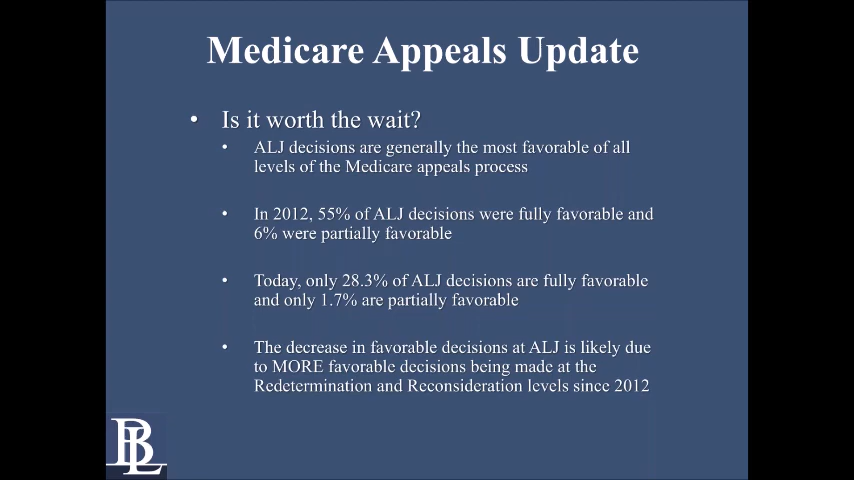 Medicare Appeals Update
• Is it worth the wait?
• ALJ decisions are generally the most favorable of all
levels of the Medicare appeals process
• In 2012, 55% of ALJ decisions were fully favorable and
6% were partially favorable
• Today, only 28.3% of ALJ decisions are fully favorable
and only 1.7% are partially favorable
• The decrease in favorable decisions at ALJ is likely due
to MORE favorable decisions being made at the
Redetermination and Reconsideration levels since 2012
BL